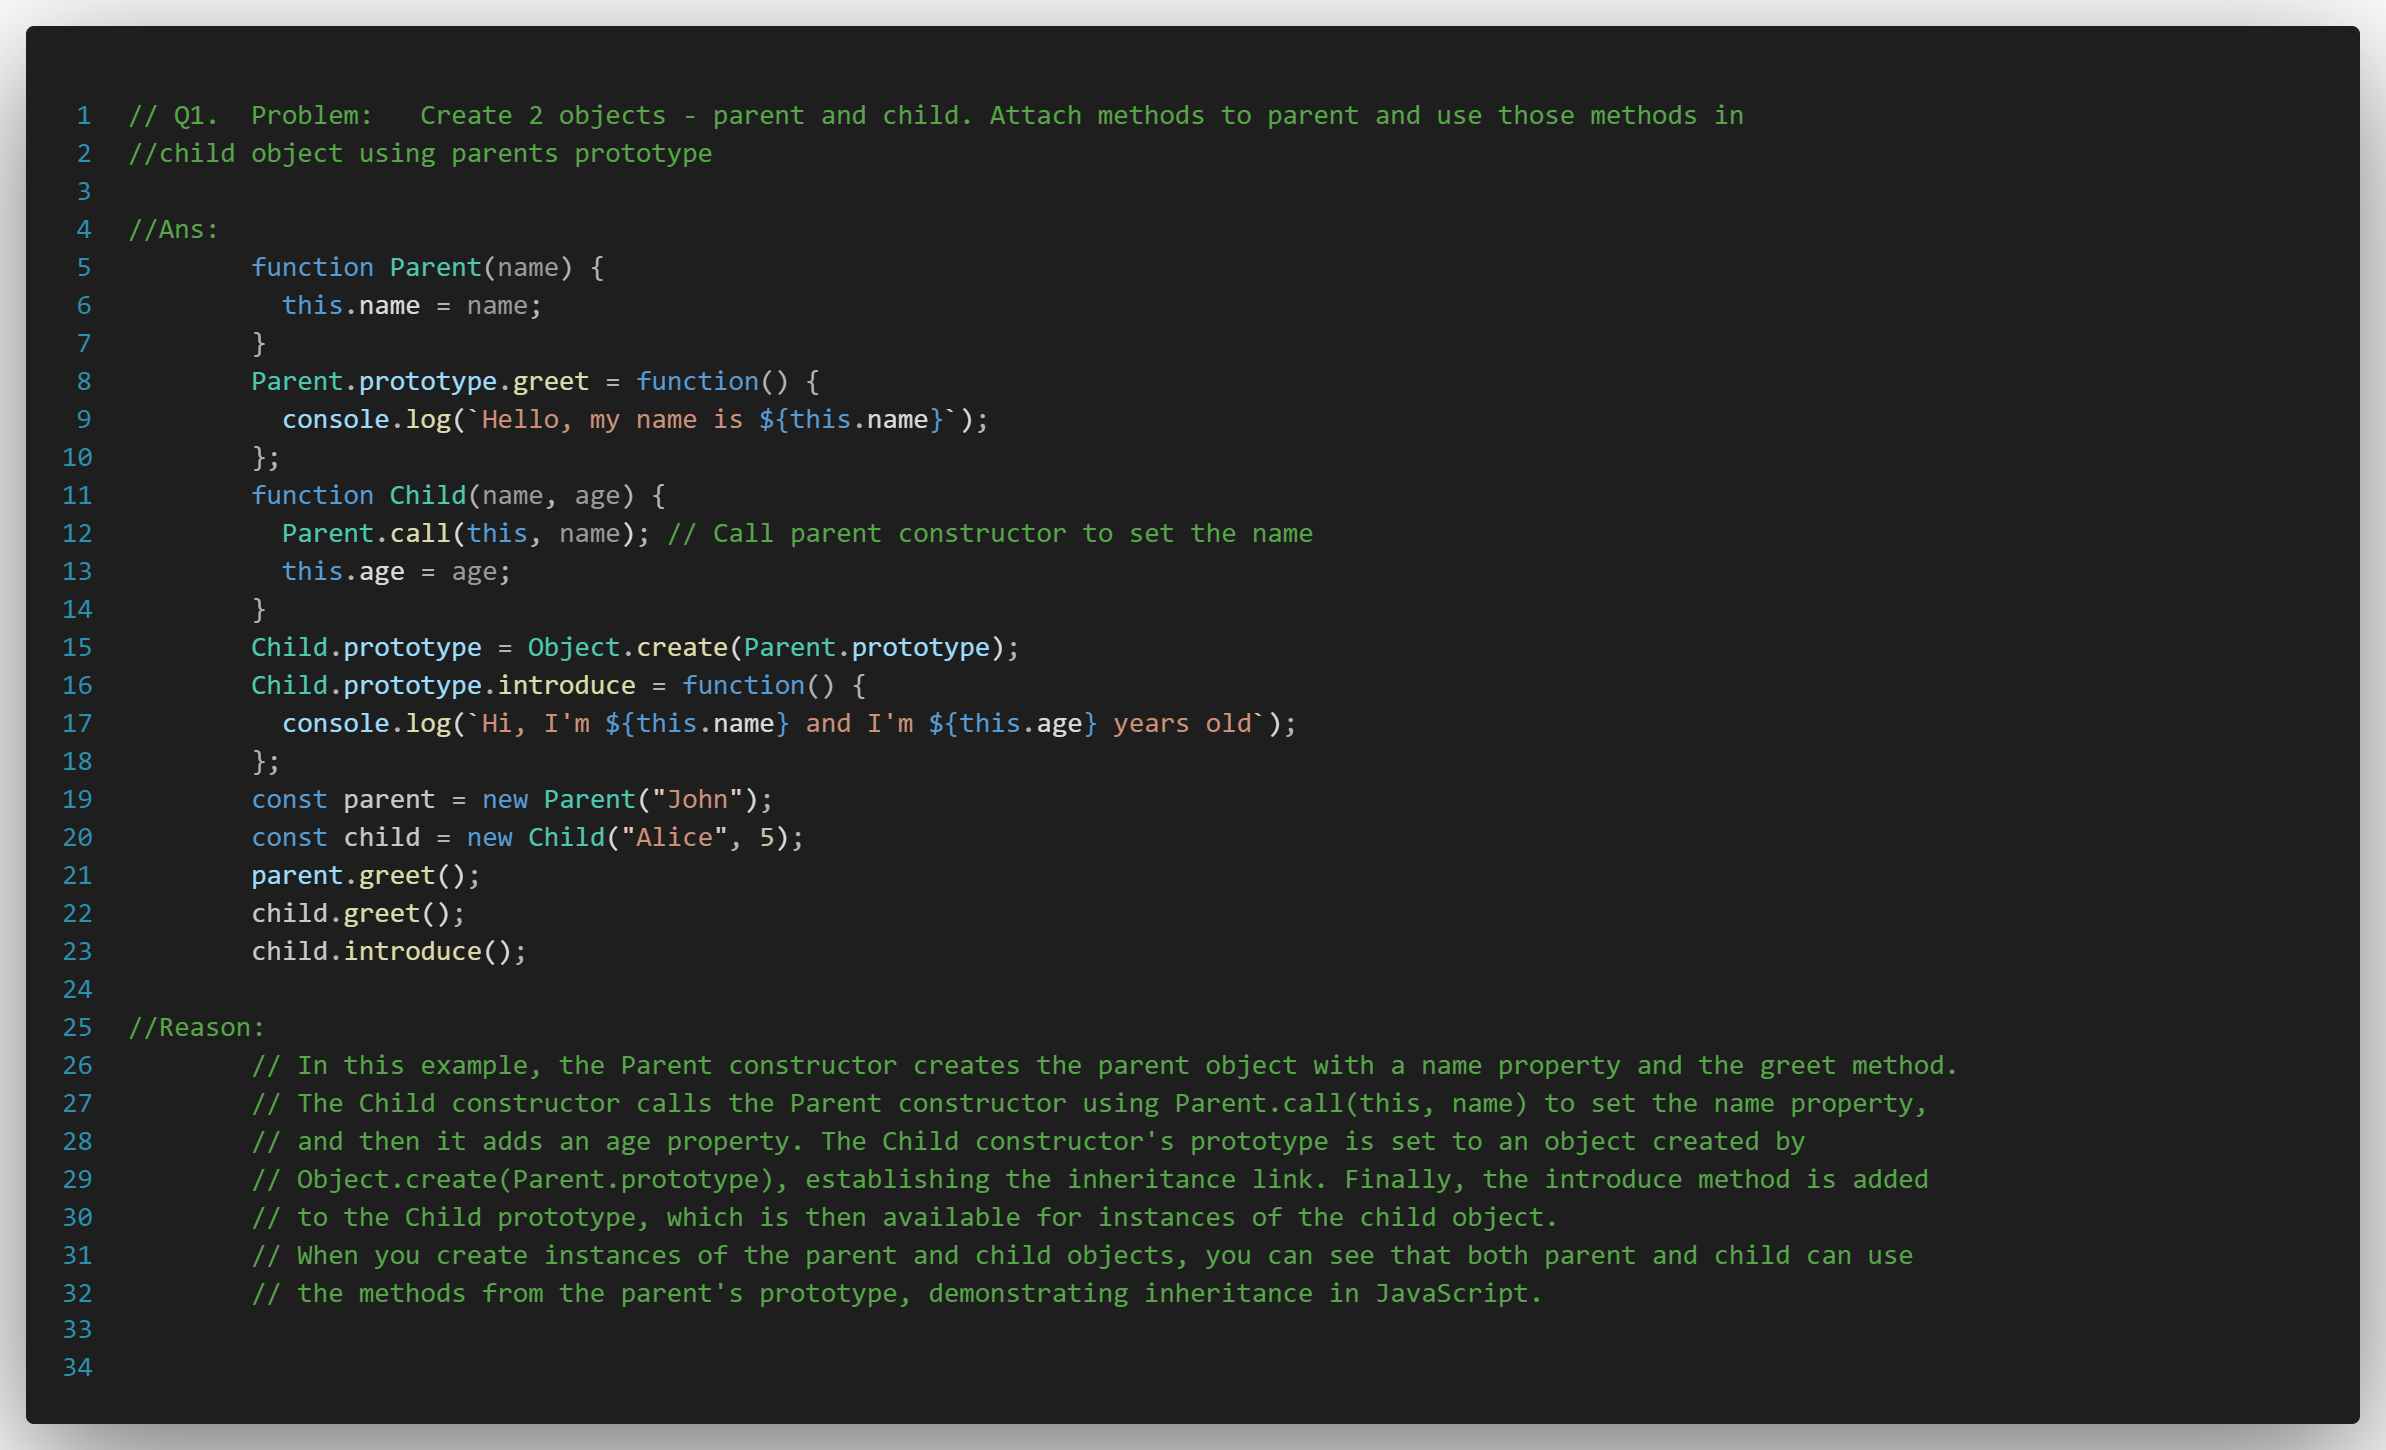 1 // Q1.  Problem:   Create 2 objects - parent and child. Attach methods to parent and use those methods in
2 //child object using parents prototype
3
4 //Ans:
5         function Parent(name) {
6           this.name = name;
7         }
8         Parent.prototype.greet = function() {
9           console.log(`Hello, my name is ${this.name}`);
10         };
11         function Child(name, age) {
12           Parent.call(this, name); // Call parent constructor to set the name
13           this.age = age;
14         }
15         Child.prototype = Object.create(Parent.prototype);
16         Child.prototype.introduce = function() {
17           console.log(`Hi, I'm ${this.name} and I'm ${this.age} years old`);
18         };
19         const parent = new Parent("John");
20         const child = new Child("Alice", 5);
21         parent.greet();
22         child.greet();
23         child.introduce();
24
25 //Reason:
26         // In this example, the Parent constructor creates the parent object with a name property and the greet method.
27         // The Child constructor calls the Parent constructor using Parent.call(this, name) to set the name property,
28         // and then it adds an age property. The Child constructor's prototype is set to an object created by
29         // Object.create(Parent.prototype), establishing the inheritance link. Finally, the introduce method is added
30         // to the Child prototype, which is then available for instances of the child object.
31         // When you create instances of the parent and child objects, you can see that both parent and child can use
32         // the methods from the parent's prototype, demonstrating inheritance in JavaScript.
33
34